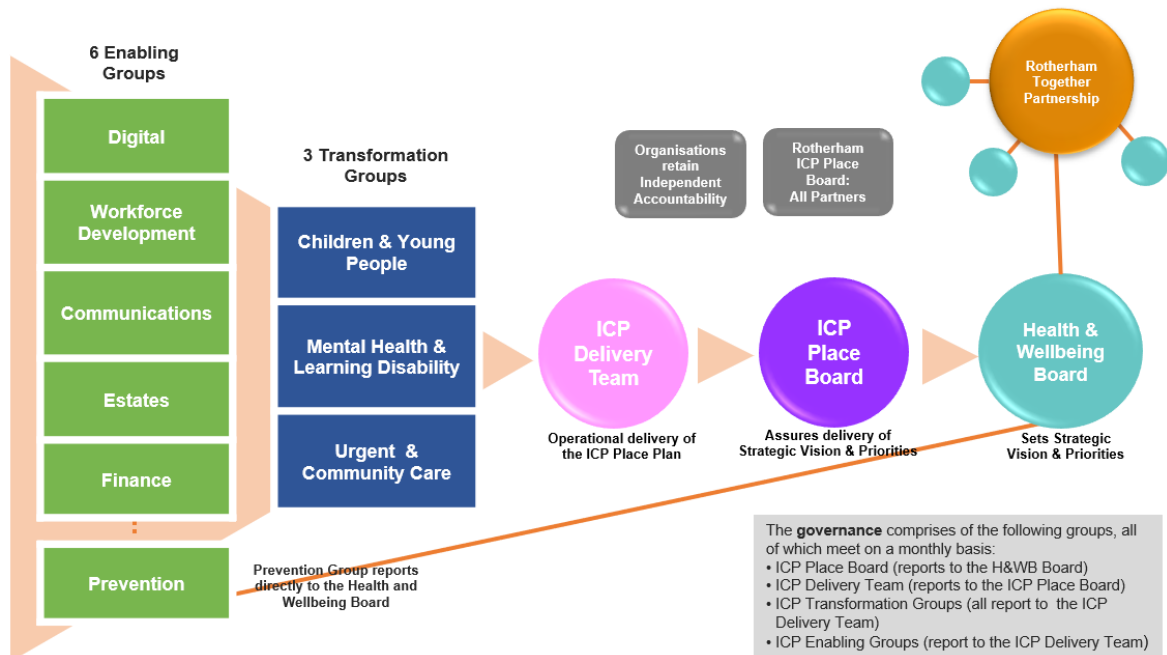 6 Enabling
Groups
Digital
Workforce
Development
Communications
Estates
Finance
Prevention
3 Transformation
Groups
Children & Young
People
Mental Health &
Learning Disability
Urgent &
Community Care
Prevention Group reports
directly to the Health and
Wellbeing Board
Organisations
retain
Independent
Accountability
Rotherham
ICP Place
Board:
All Partners
Rotherham
Together
Partnership
ICP
Delivery
Team
Operational delivery of
the ICP Place Plan
ICP
Place
Board
Assures delivery of
Strategic Vision & Priorities
Health &
Wellbeing
Board
Sets Strategic
Vision & Priorities
The governance comprises of the following groups, all
of which meet on a monthly basis:
• ICP Place Board (reports to the H&WB Board)
• ICP Delivery Team (reports to the ICP Place Board)
• ICP Transformation Groups (all report to the ICP
Delivery Team)
• ICP Enabling Groups (report to the ICP Delivery Team)